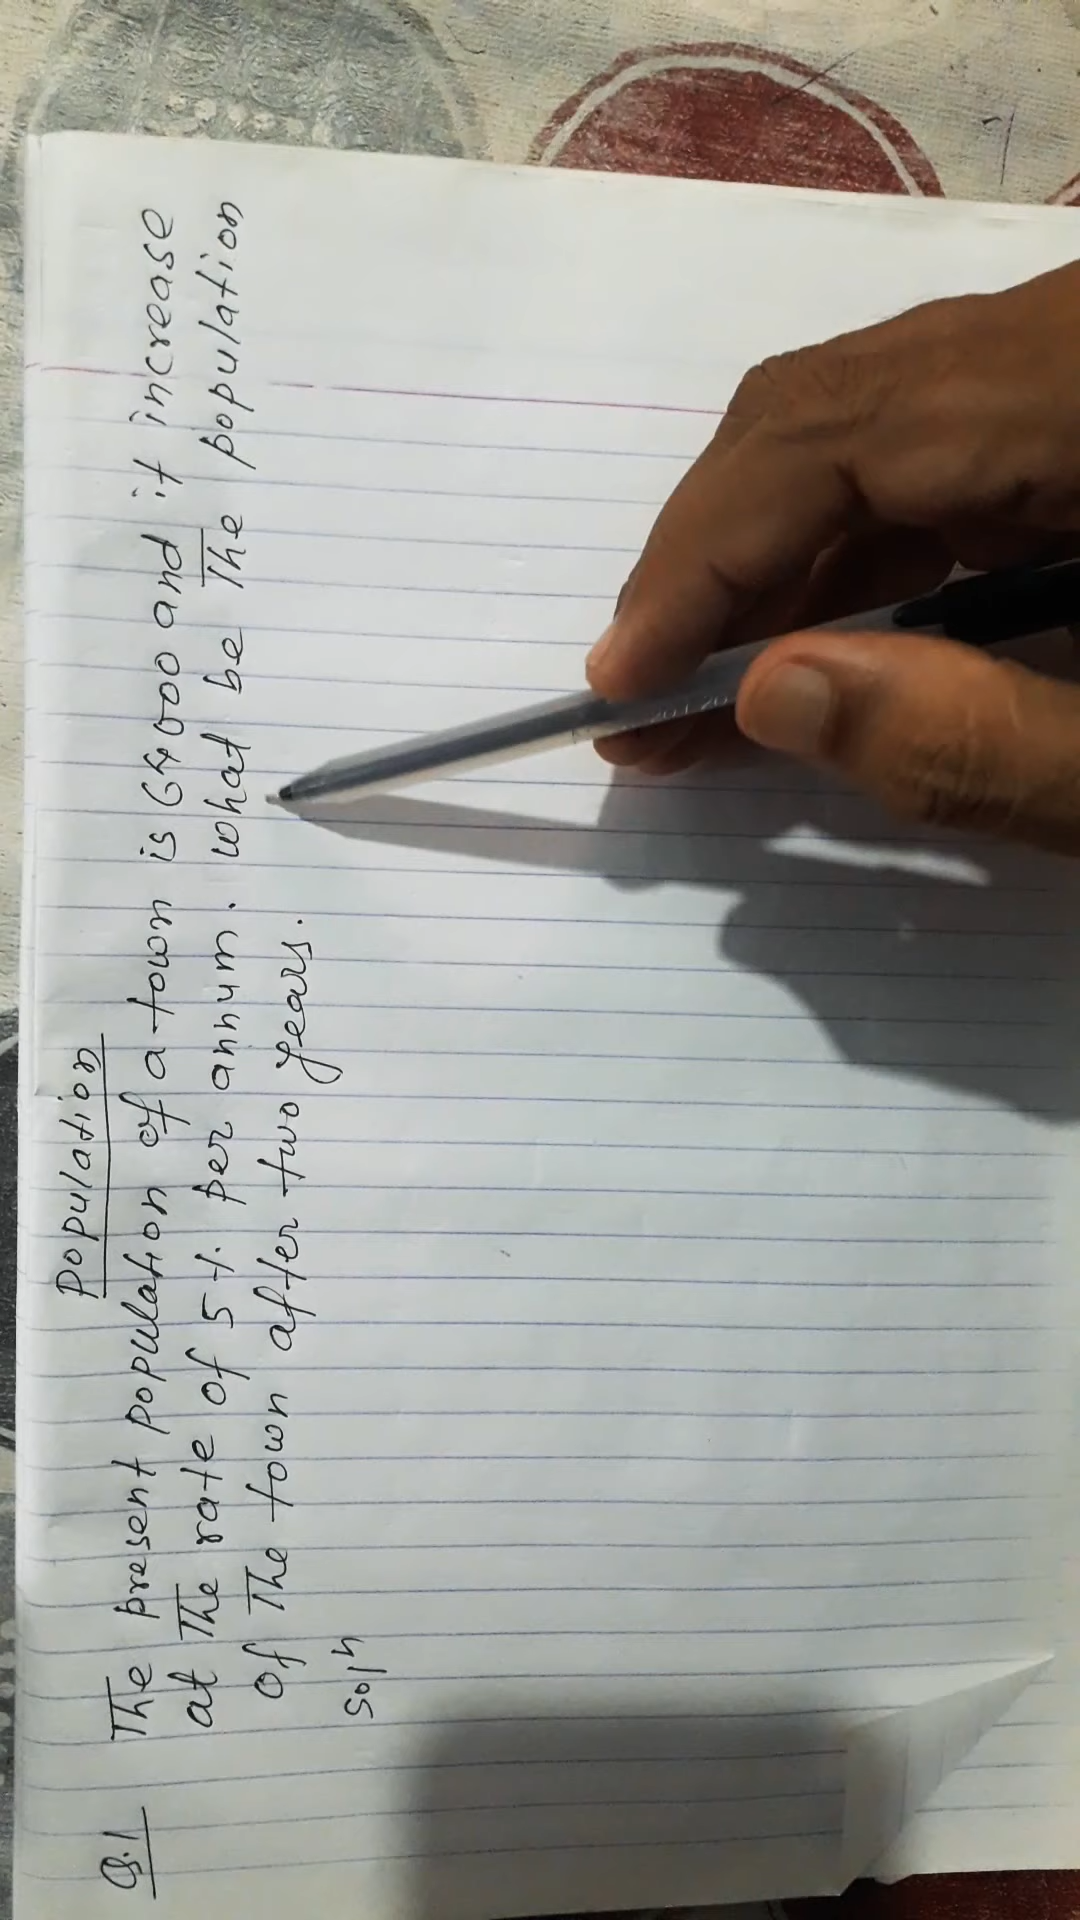 Population
Q.1 The present population of a town is 64000 and it increase
at The rate of 5 %. per annum. what be The population
of The town after two years.
Soln